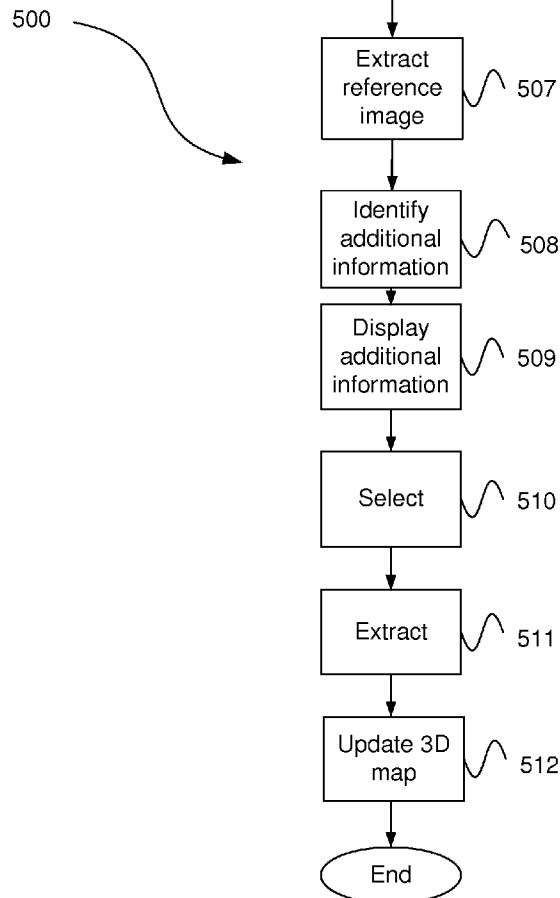 500
Extract
reference
image
507
Identify
additional
information
508
Display
additional
information
509
Select
510
Extract
511
Update 3D
map
512
End